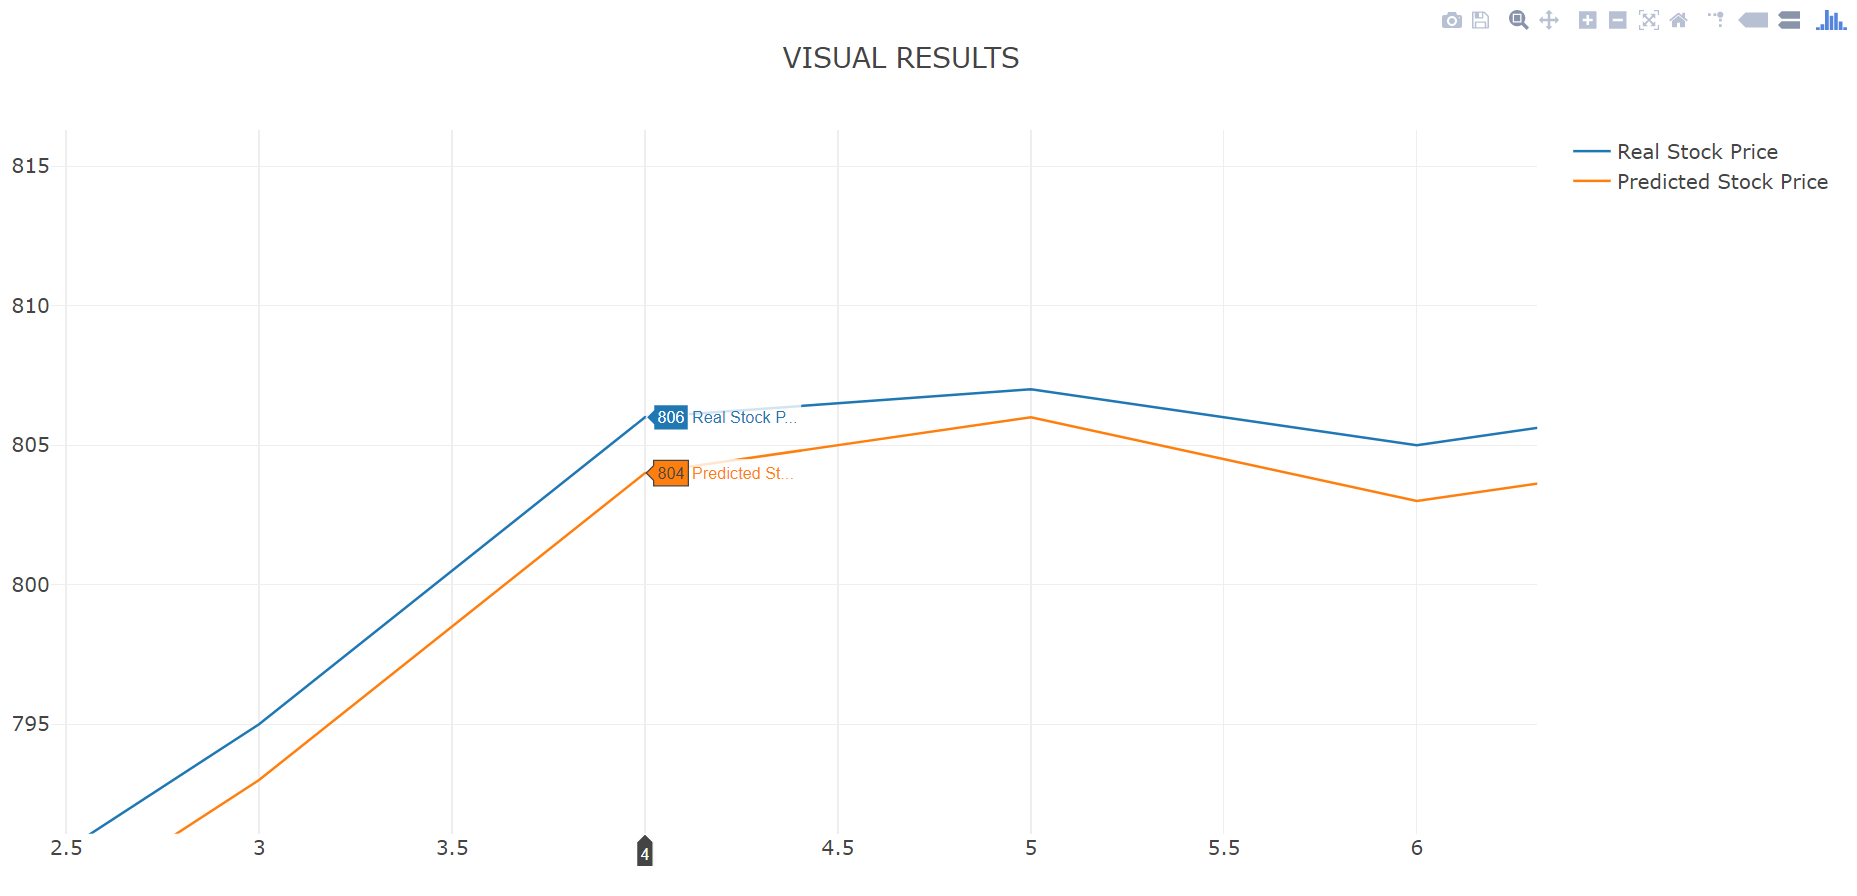 VISUAL RESULTS
Real Stock Price
Predicted Stock Price
815
810
805
800
795
806 Real Stock P...
804 Predicted St...
2.5 3 3.5 4 4.5 5 5.5 6